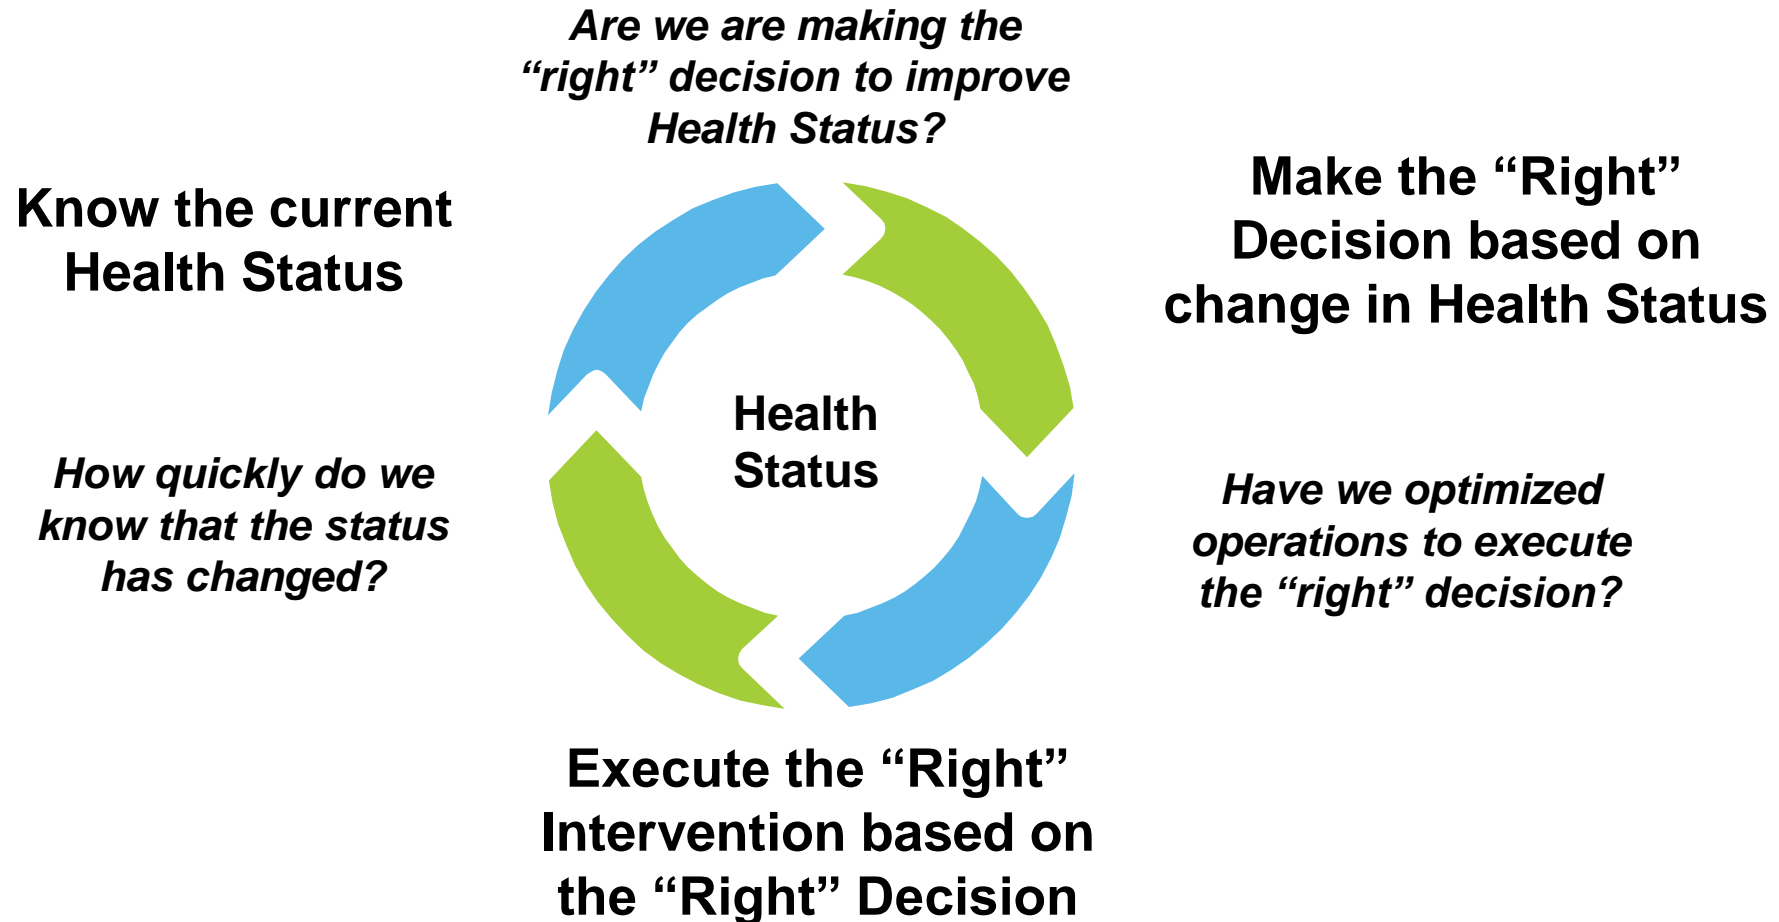 Are we are making the
“right” decision to improve
Health Status?
Know the current
Health Status
Make the “Right”
Decision based on
change in Health Status
Health
Status
How quickly do we
know that the status
has changed?
Have we optimized
operations to execute
the “right” decision?
Execute the “Right”
Intervention based on
the “Right” Decision